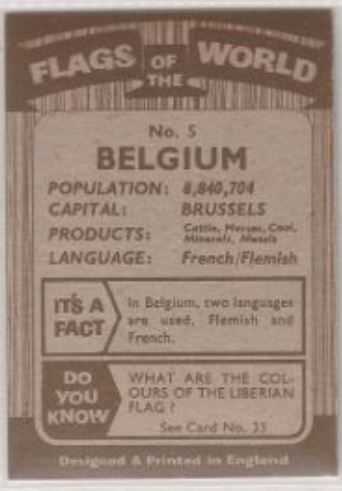 FLAGS OF THE WORLD
No. 5
BELGIUM
POPULATION: 8,840,704
CAPITAL: BRUSSELS
PRODUCTS: Cattle, Horses, Coal,
Minerals, Metals
LANGUAGE: French/Flemish
IT'S A
FACT
In Belgium, two languages
are used, Flemish and
French.
DO
YOU
KNOW
WHAT ARE THE COL-
OURS OF THE LIBERIAN
FLAG ?
See Card No. 35
Designed & Printed in England